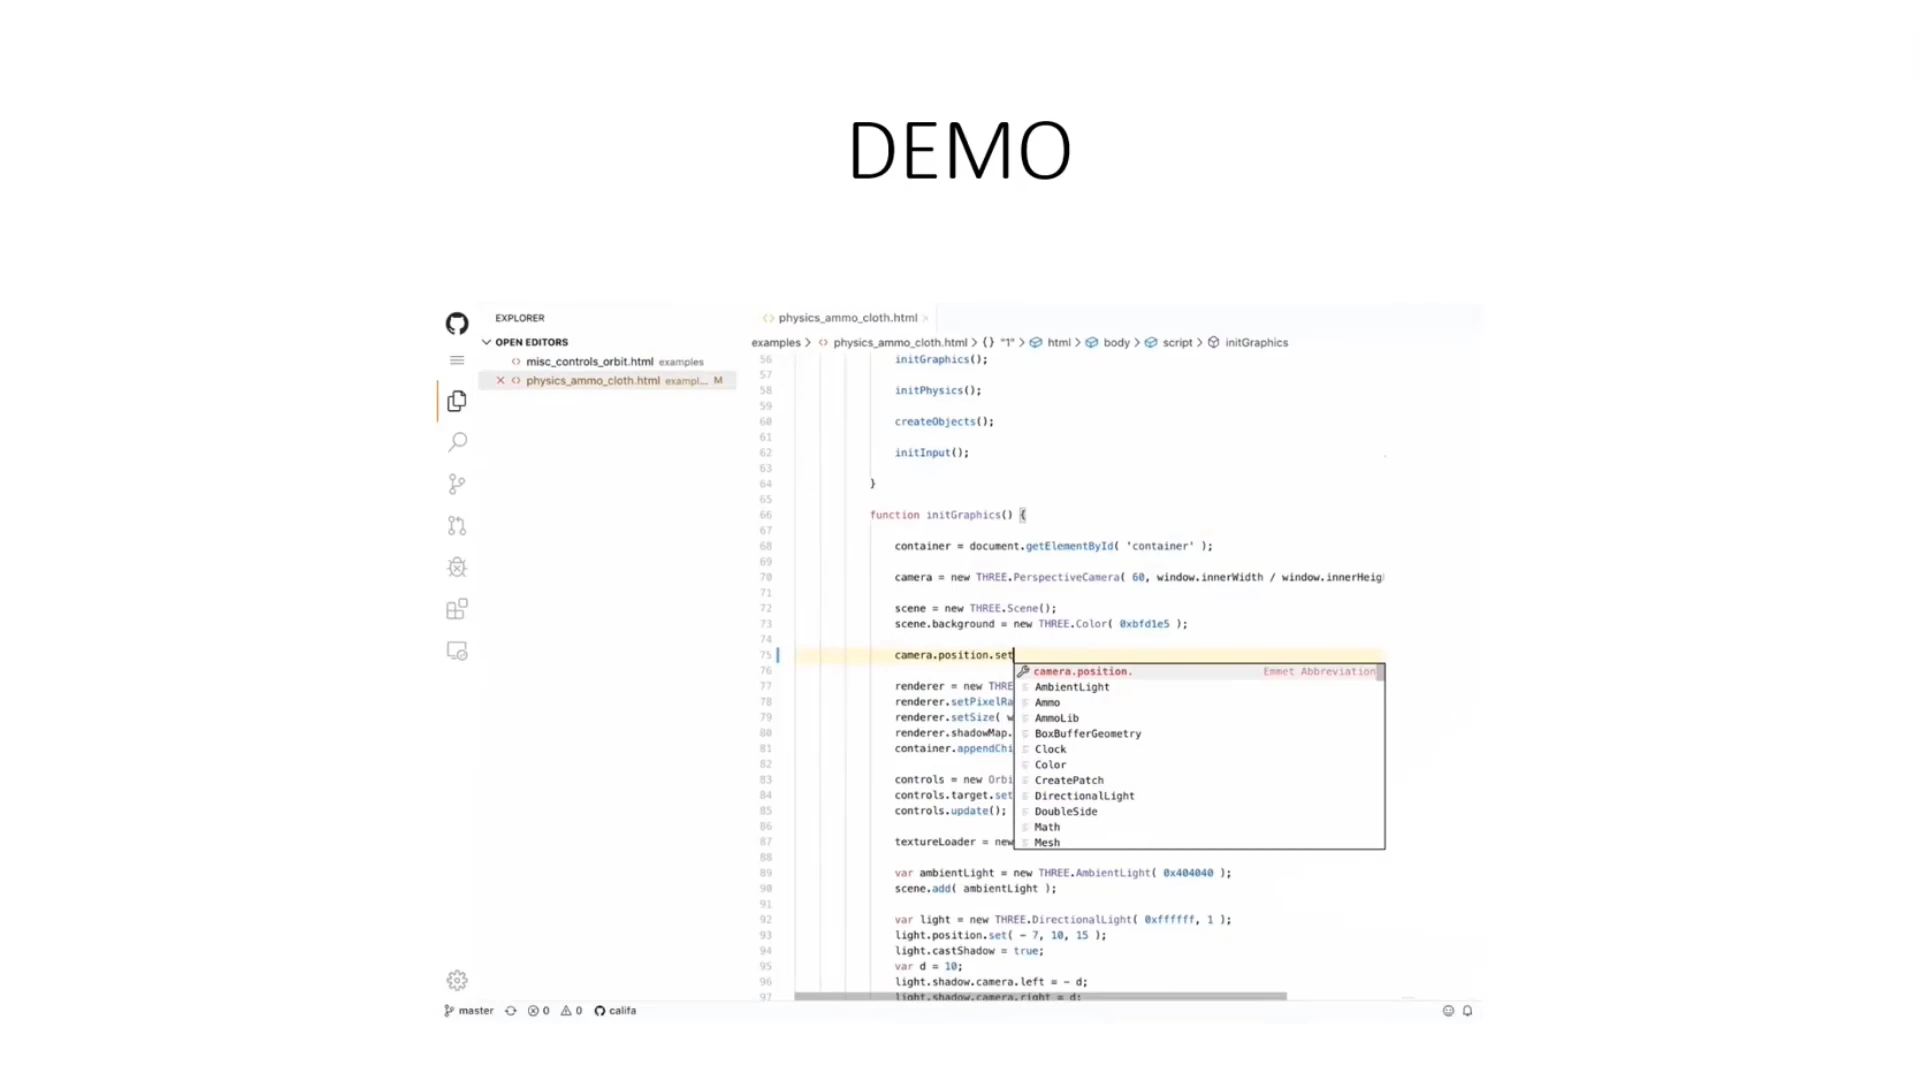 DEMO
EXPLORER
OPEN EDITORS
misc_controls_orbit.html examples
physics_ammo_cloth.html exampl... M
physics_ammo_cloth.html
examples > physics_ammo_cloth.html > {} "1" > html > body > script > initGraphics
56 initGraphics();
57
58 initPhysics();
59
60 createObjects();
61
62 initInput();
63
64 }
65
66 function initGraphics() {
67
68 container = document.getElementById( 'container' );
69
70 camera = new THREE.PerspectiveCamera( 60, window.innerWidth / window.innerHeig
71
72 scene = new THREE.Scene();
73 scene.background = new THREE.Color( 0xbfd1e5 );
74
75 camera.position.set
76
77 renderer = new THRE
78 renderer.setPixelRa
79 renderer.setSize( w
80 renderer.shadowMap.
81 container.appendChi
82
83 controls = new Orbi
84 controls.target.set
85 controls.update();
86
87 textureLoader = new
88
89 var ambientLight = new THREE.AmbientLight( 0x404040 );
90 scene.add( ambientLight );
91
92 var light = new THREE.DirectionalLight( 0xffffff, 1 );
93 light.position.set( - 7, 10, 15 );
94 light.castShadow = true;
95 var d = 10;
96 light.shadow.camera.left = - d;
97 light.shadow.camera.right = d;
camera.position. Emmet Abbreviation
AmbientLight
Ammo
AmmoLib
BoxBufferGeometry
Clock
Color
CreatePatch
DirectionalLight
DoubleSide
Math
Mesh
master 0 0 califa